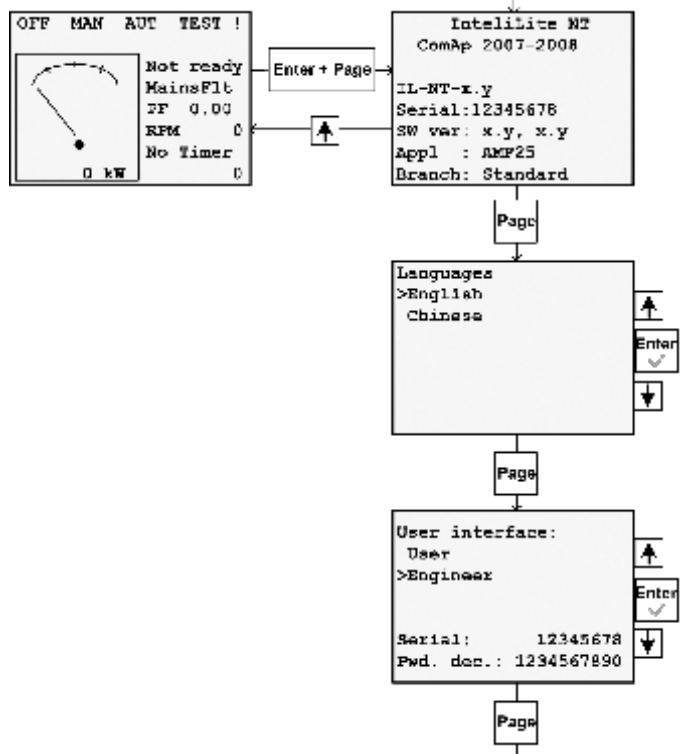 OFF MAN AUT TEST !
Not ready
MainsFlt
PF 0.00
RPM 0
No Timer
0 kW 0
Enter + Page
InteliLite NT
ComAp 2007-2008
IL-NT-x.y
Serial:12345678
SW ver: x.y, x.y
Appl : AMF25
Branch: Standard
Page
Languages
>English
Chinese
Enter
Page
User interface:
User
>Engineer
Enter
Serial: 12345678
Pwd. dec.: 1234567890
Page